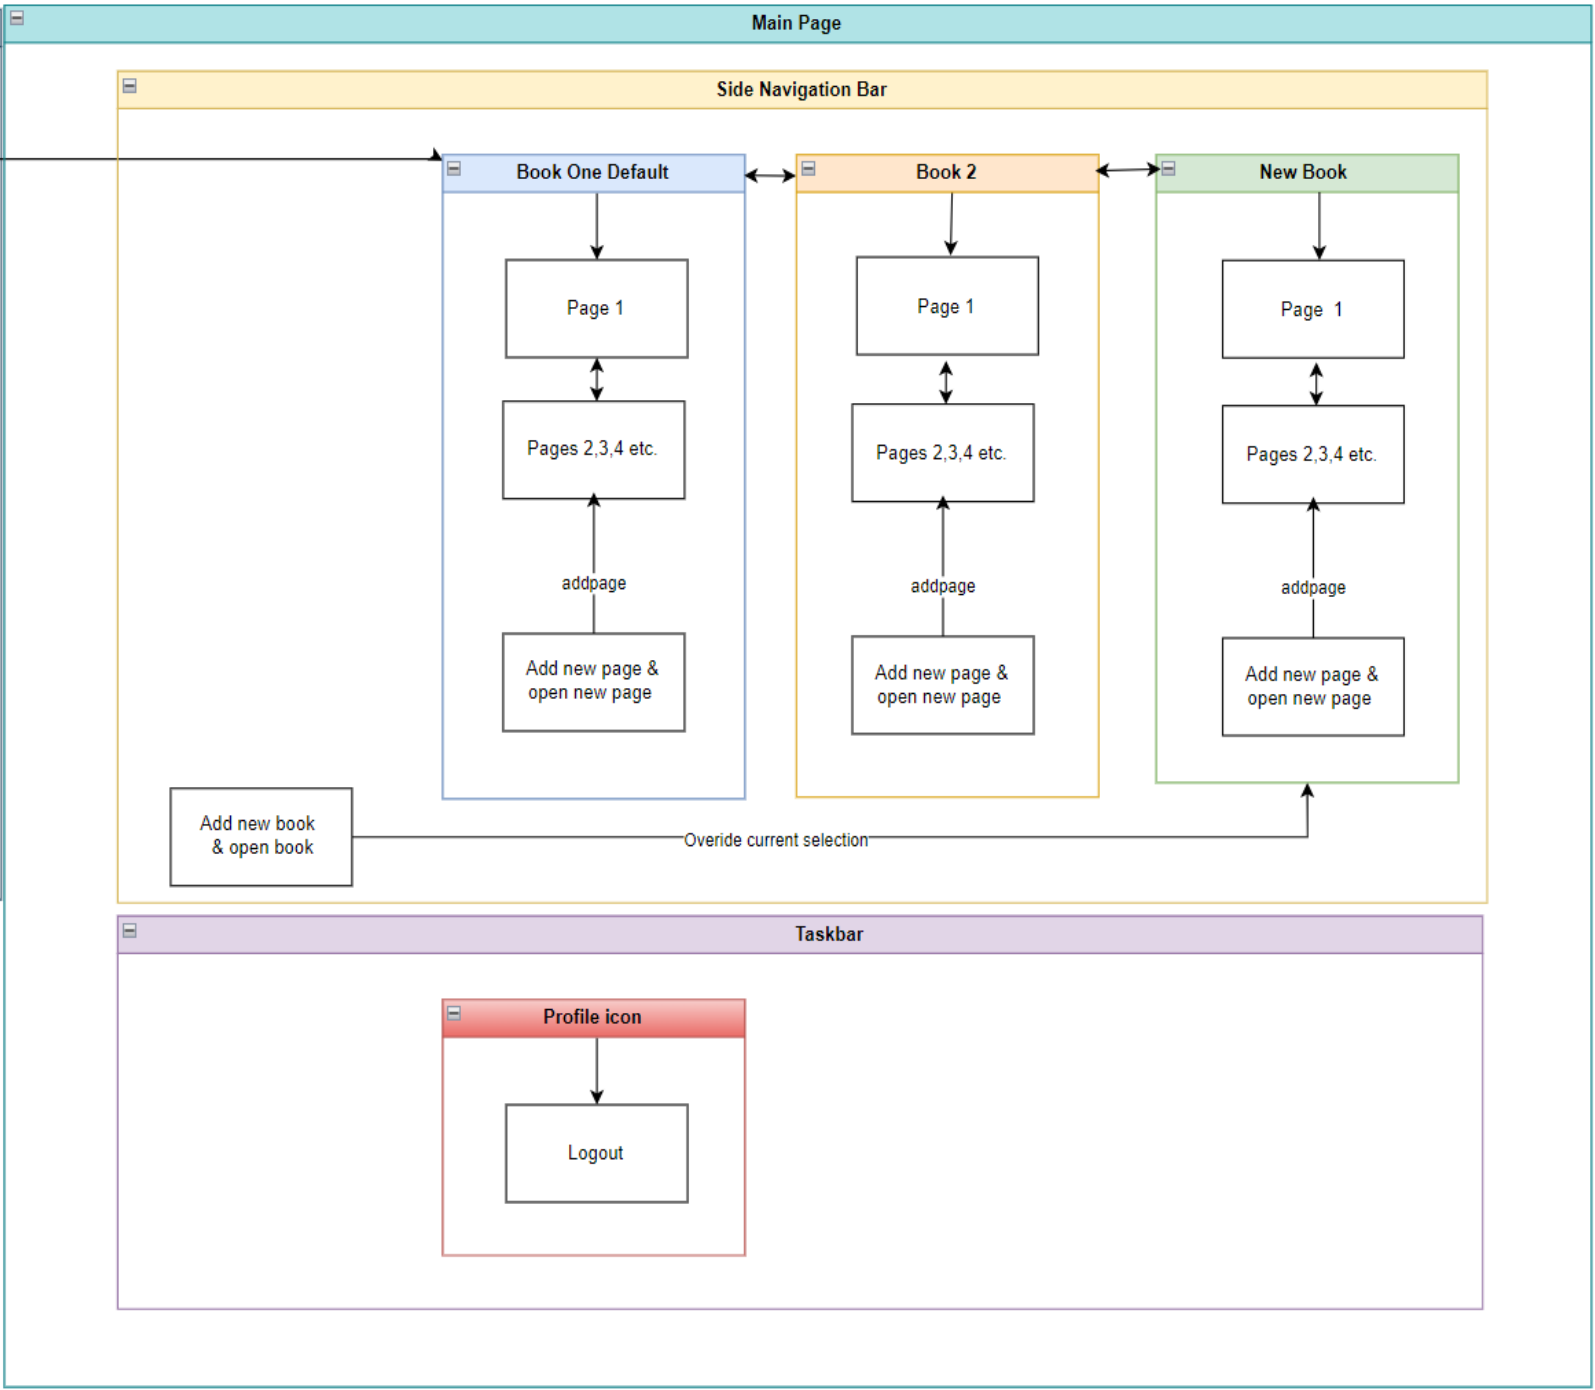 Main Page
Side Navigation Bar
Book One Default
Book 2
New Book
Page 1
Page 1
Page  1
Pages 2,3,4 etc.
Pages 2,3,4 etc.
Pages 2,3,4 etc.
addpage
addpage
addpage
Add new page &
open new page
Add new page &
open new page
Add new page &
open new page
Add new book
& open book
Overide current selection
Taskbar
Profile icon
Logout